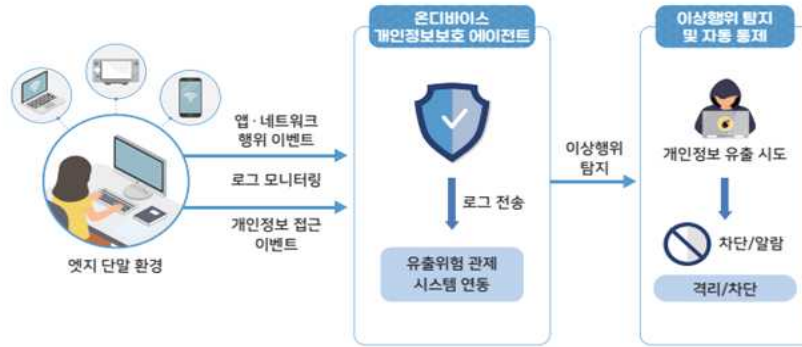 온디바이스
개인정보보호 에이전트
이상행위 탐지
및 자동 통제
앱·네트워크
행위 이벤트
로그 모니터링
개인정보 접근
이벤트
엣지 단말 환경
로그 전송
유출위험 관제
시스템 연동
이상행위
탐지
개인정보 유출 시도
차단/알람
격리/차단